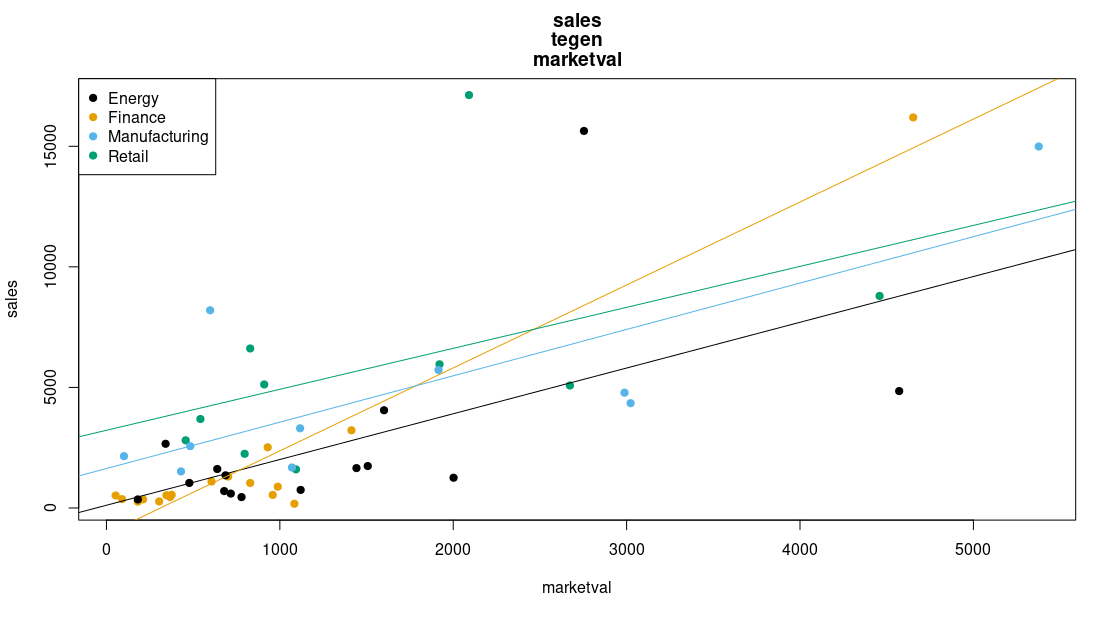 sales
tegen
marketval
Energy
Finance
Manufacturing
Retail
sales
15000
10000
5000
0
0 1000 2000 3000 4000 5000
marketval